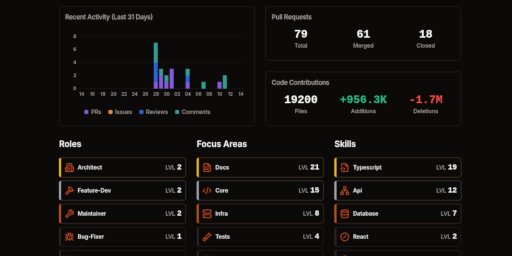 Recent Activity (Last 31 Days)
8
6
4
2
0
14 16 18 20 22 24 26 28 30 02 04 06 08 10 12 14
PRs Issues Reviews Comments
Pull Requests
79 61 18
Total Merged Closed
Code Contributions
19200 +956.3K -1.7M
Files Additions Deletions
Roles
Architect LVL 2
Feature-Dev LVL 2
Maintainer LVL 2
Bug-Fixer LVL 1
Focus Areas
Docs LVL 21
Core LVL 15
Infra LVL 8
Tests LVL 4
Skills
Typescript LVL 19
Api LVL 12
Database LVL 7
React LVL 2